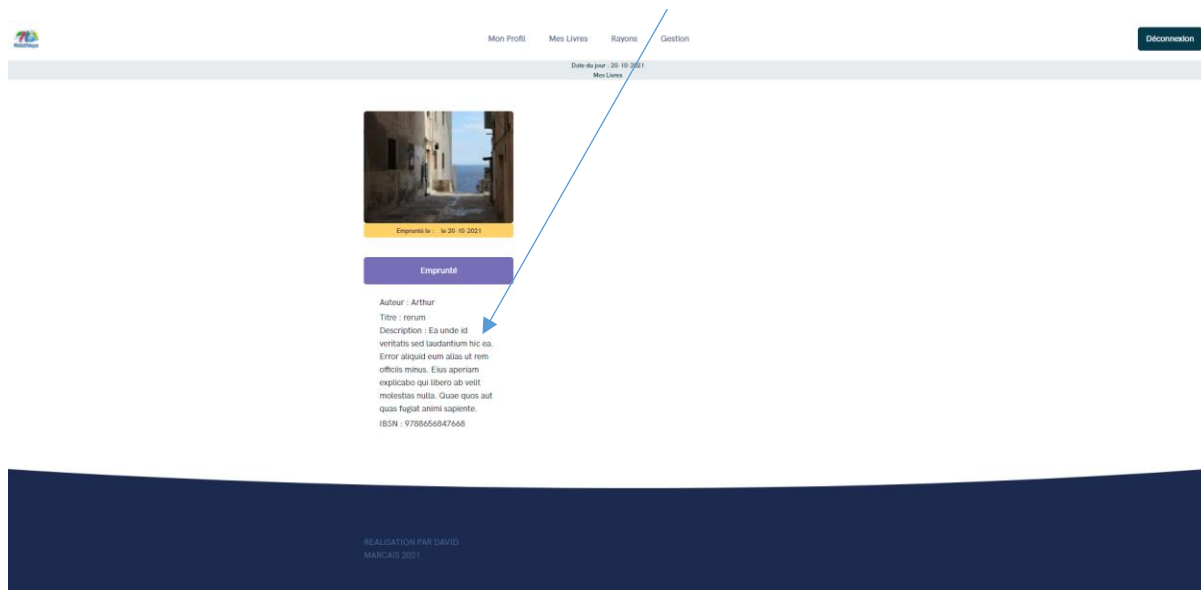 Médiathèque
Mon Profil Mes Livres Rayons Gestion
Déconnexion
Date du jour : 20-10-2021
Mes Livres
Emprunté le : le 20-10-2021
Emprunté
Auteur : Arthur
Titre : rerum
Description : Ea unde id
veritatis sed laudantium hic ea.
Error aliquid eum alias ut rem
officiis minus. Eius aperiam
explicabo qui libero ab velit
molestias nulla. Quae quos aut
quas fugiat animi sapiente.
IBSN : 9788656847668
REALISATION PAR DAVID
MARCAIS 2021